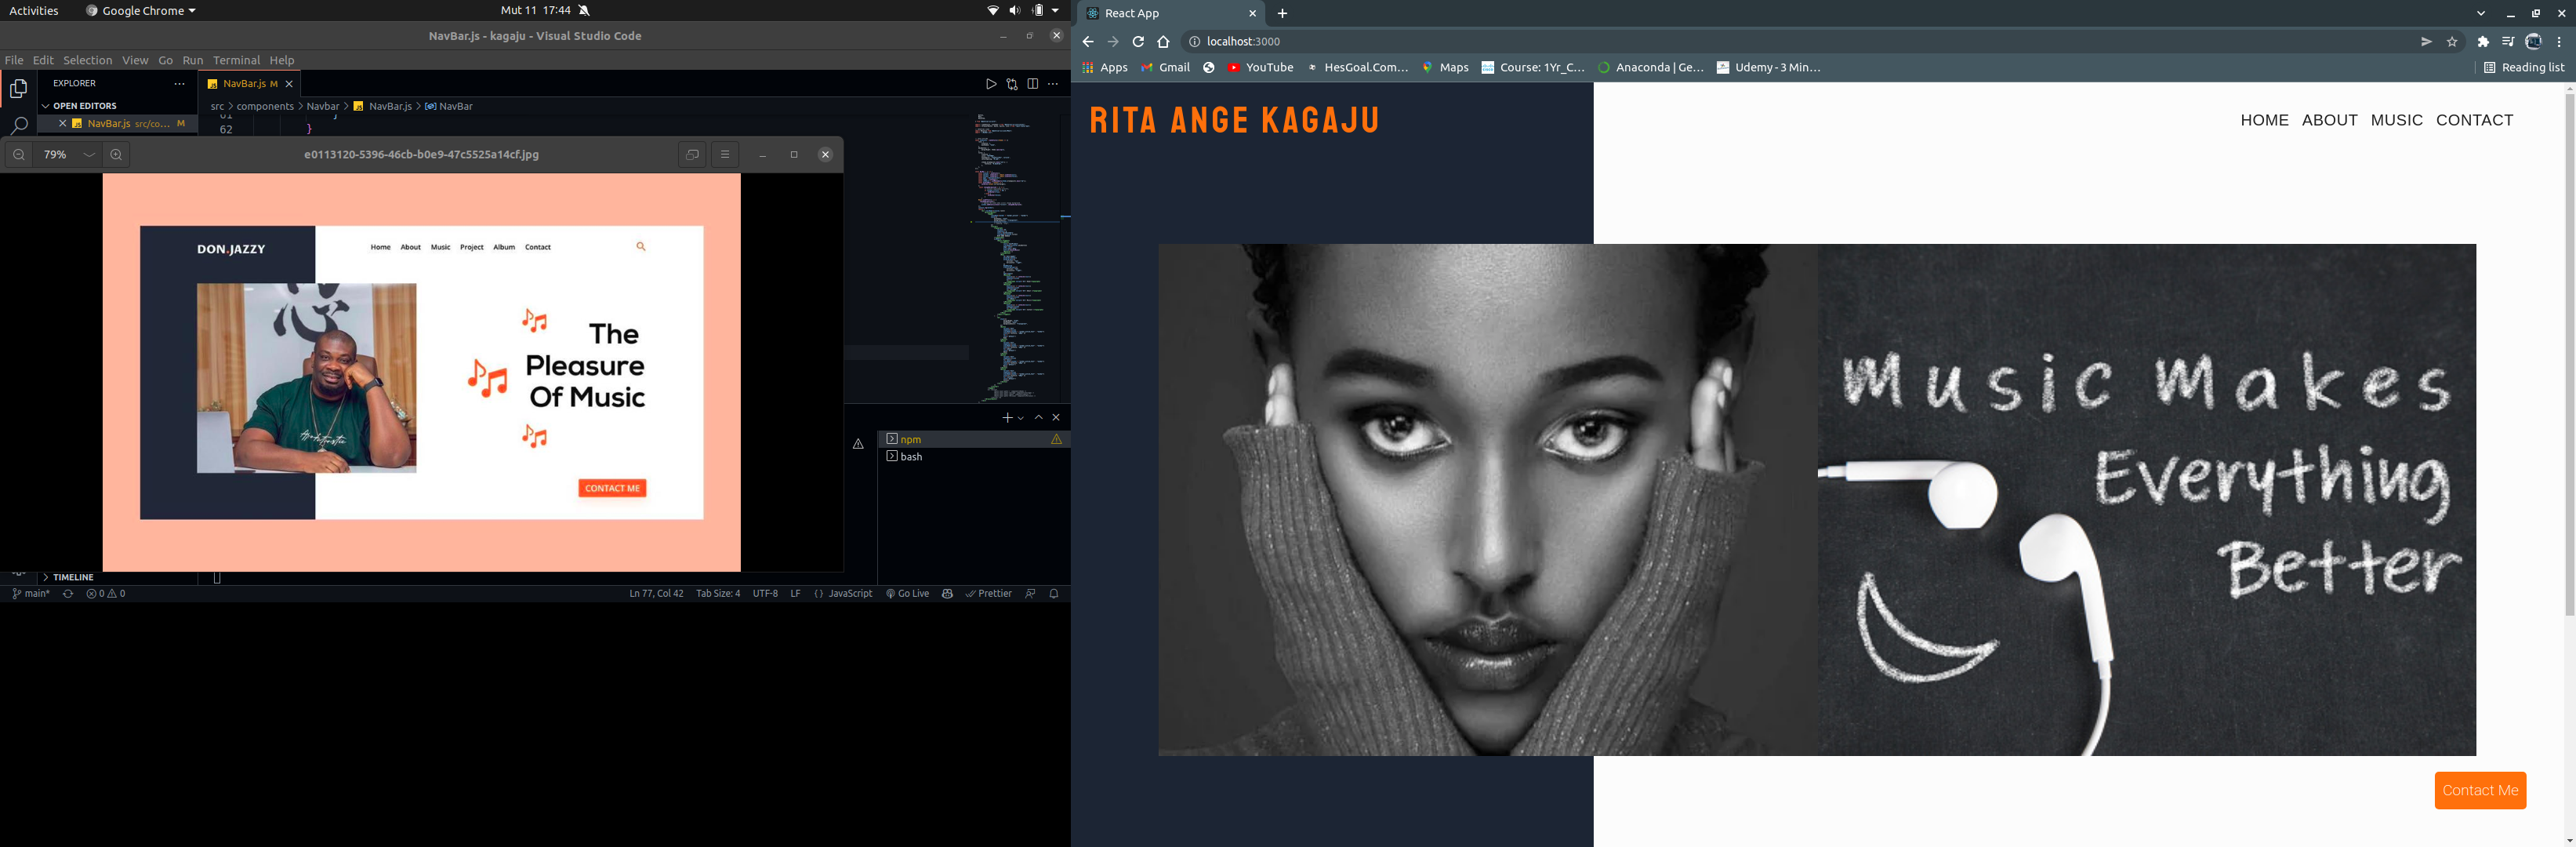 Activities
Google Chrome
Mut 11 17:44
NavBar.js - kagaju - Visual Studio Code
File Edit Selection View Go Run Terminal Help
EXPLORER
NavBar.js M
OPEN EDITORS
src > components > Navbar > NavBar.js > NavBar
NavBar.js src/co... M
62 }
79%
e0113120-5396-46cb-b0e9-47c5525a14cf.jpg
DON.JAZZY
Home About Music Project Album Contact
The
Pleasure
Of Music
CONTACT ME
npm
bash
TIMELINE
main* 0 0
Ln 77, Col 42 Tab Size: 4 UTF-8 LF {} JavaScript Go Live Prettier
React App
localhost:3000
Apps Gmail YouTube HesGoal.Com... Maps Course: 1Yr_C... Anaconda | Ge... Udemy - 3 Min... Reading list
RITA ANGE KAGAJU
HOME ABOUT MUSIC CONTACT
Music Makes
Everything
Better
Contact Me